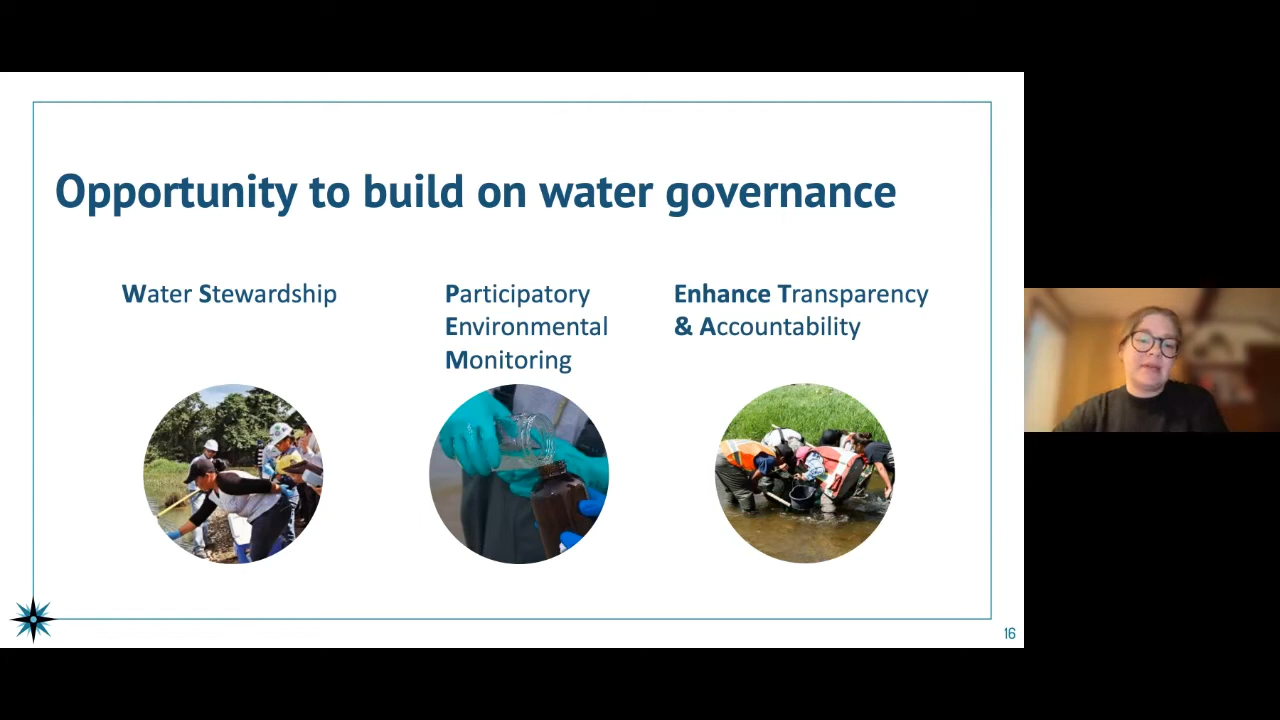 Opportunity to build on water governance
Water Stewardship
Participatory
Environmental
Monitoring
Enhance Transparency
& Accountability
16